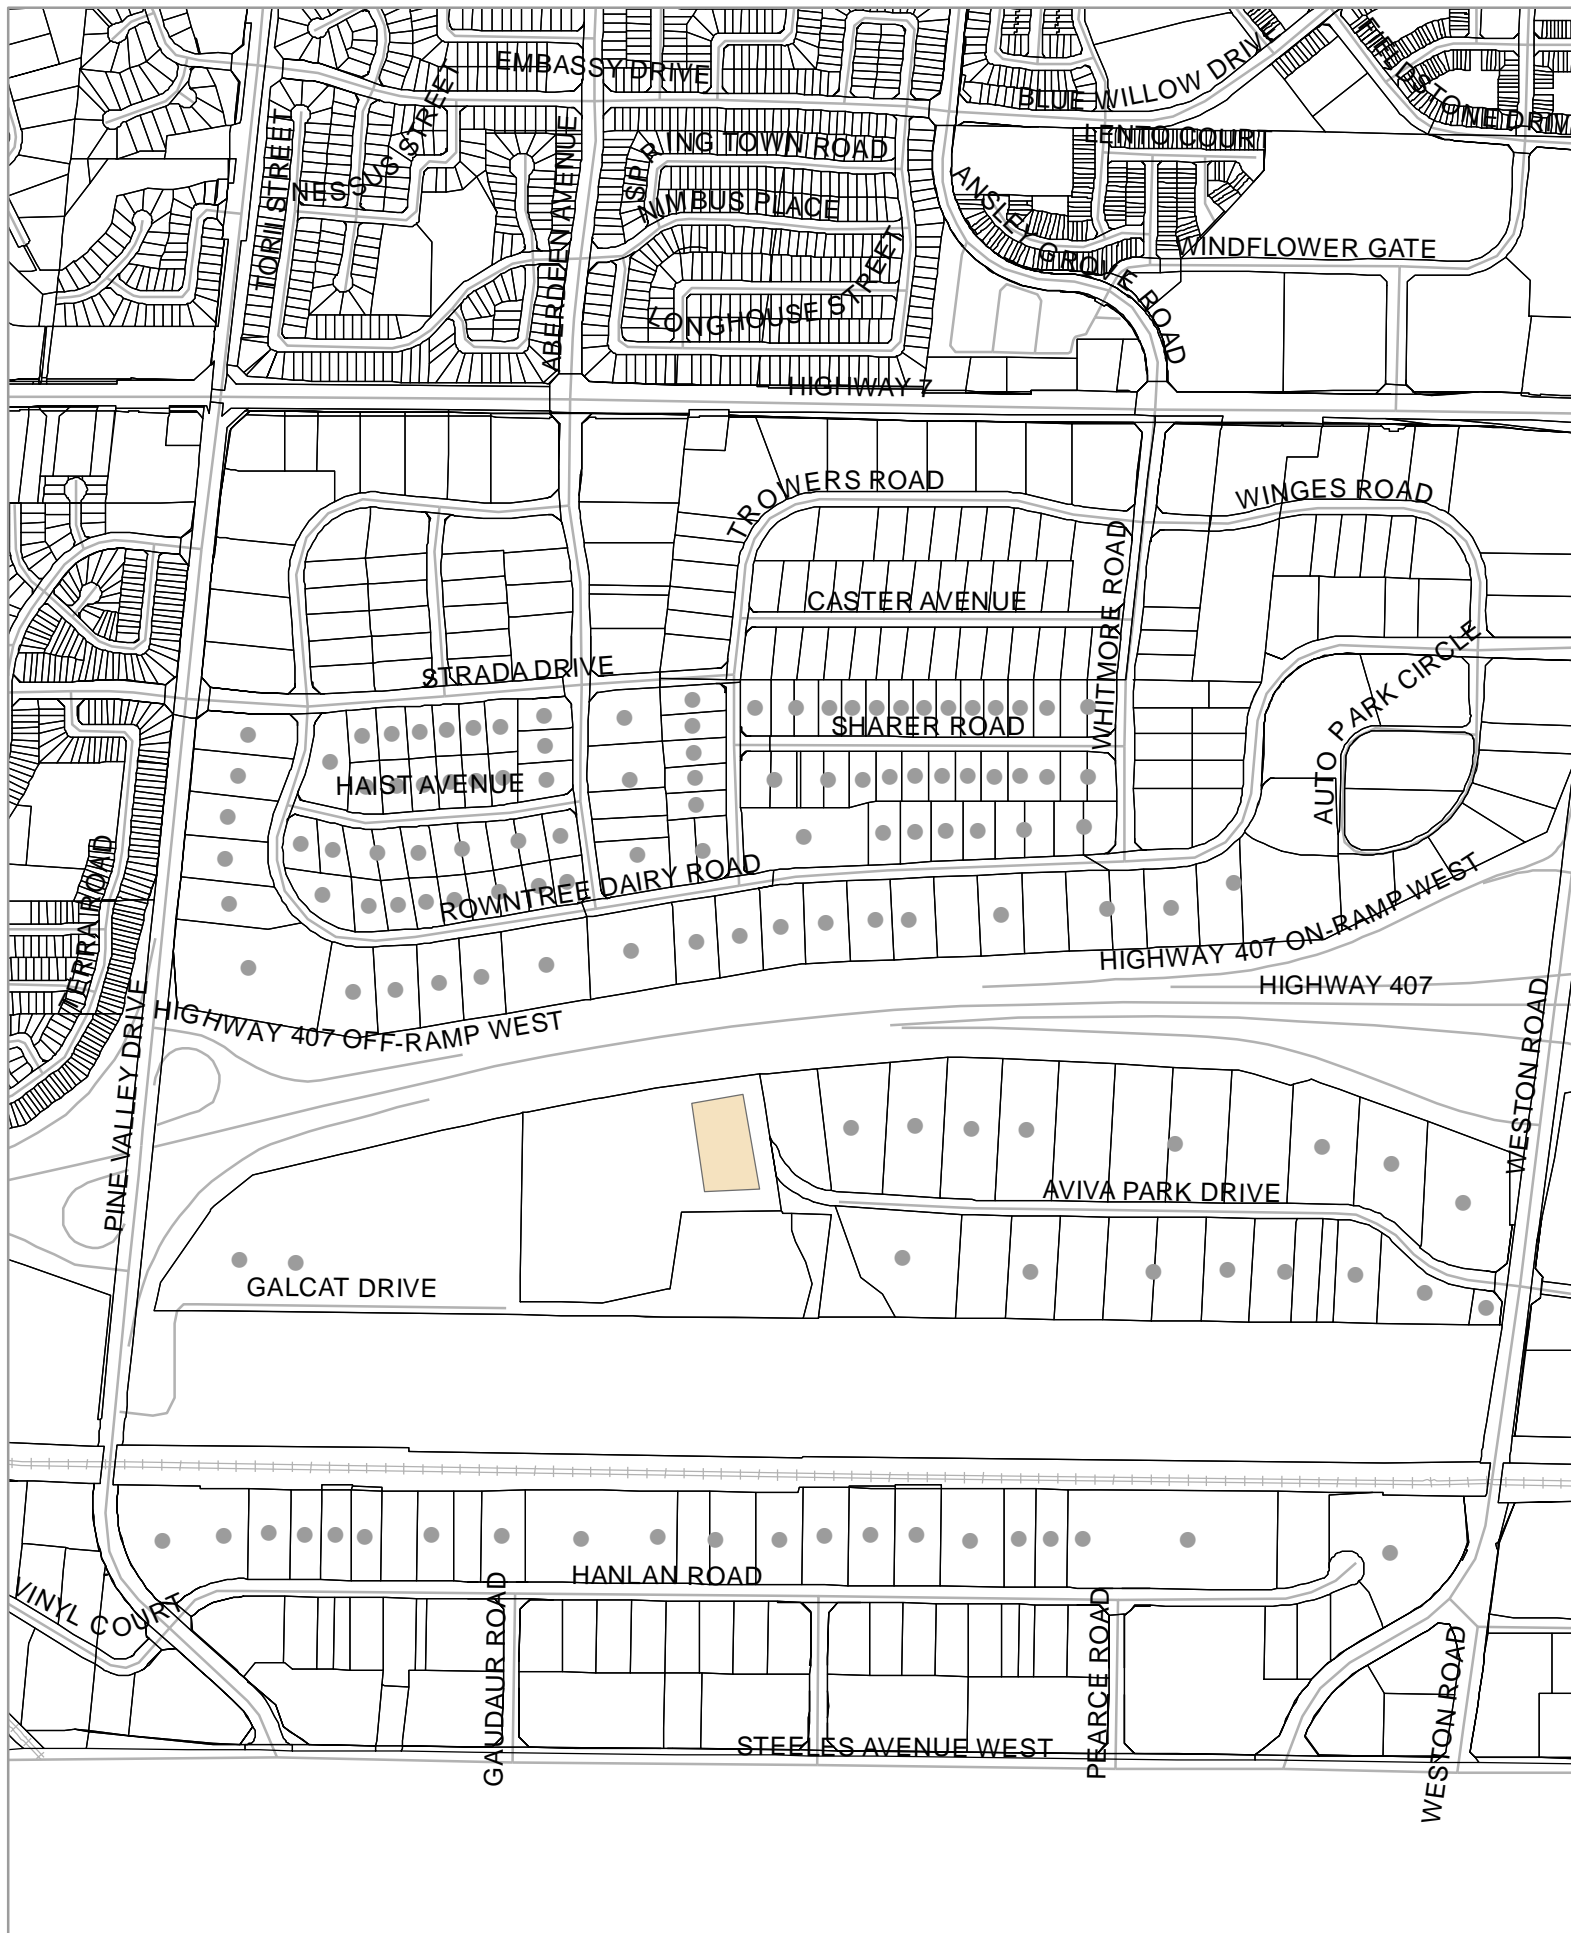 EMBASSY DRIVE
BLUE WILLOW DRIVE
FIELDSTONE DRIVE
LENTO COURT
TORII STREET
NESSUS STREET
ABERDEEN AVENUE
SPRING TOWN ROAD
NIMBUS PLACE
LONGHOUSE STREET
ANSLEY GROVE ROAD
WINDFLOWER GATE
HIGHWAY 7
TROWERS ROAD
WINGES ROAD
CASTER AVENUE
WHITMORE ROAD
STRADA DRIVE
SHARER ROAD
AUTO PARK CIRCLE
HAIST AVENUE
TERRA ROAD
ROWNTREE DAIRY ROAD
HIGHWAY 407 ON-RAMP WEST
HIGHWAY 407
HIGHWAY 407 OFF-RAMP WEST
PINE VALLEY DRIVE
WESTON ROAD
AVIVA PARK DRIVE
GALCAT DRIVE
HANLAN ROAD
VINYL COURT
GAUDAUR ROAD
PEARCE ROAD
WESTON ROAD
STEELES AVENUE WEST